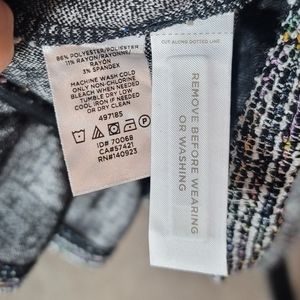 86% POLYESTER/POLYESTER
11% RAYON/RAYONNE/
RAYON
3% SPANDEX
MACHINE WASH COLD
ONLY NON-CHLORINE
BLEACH WHEN NEEDED
TUMBLE DRY LOW
COOL IRON IF NEEDED
OR DRY CLEAN
497185
P
ID# 70068
CA#57421
RN#140923
CUT ALONG DOTTED LINE
REMOVE BEFORE WEARING
OR WASHING